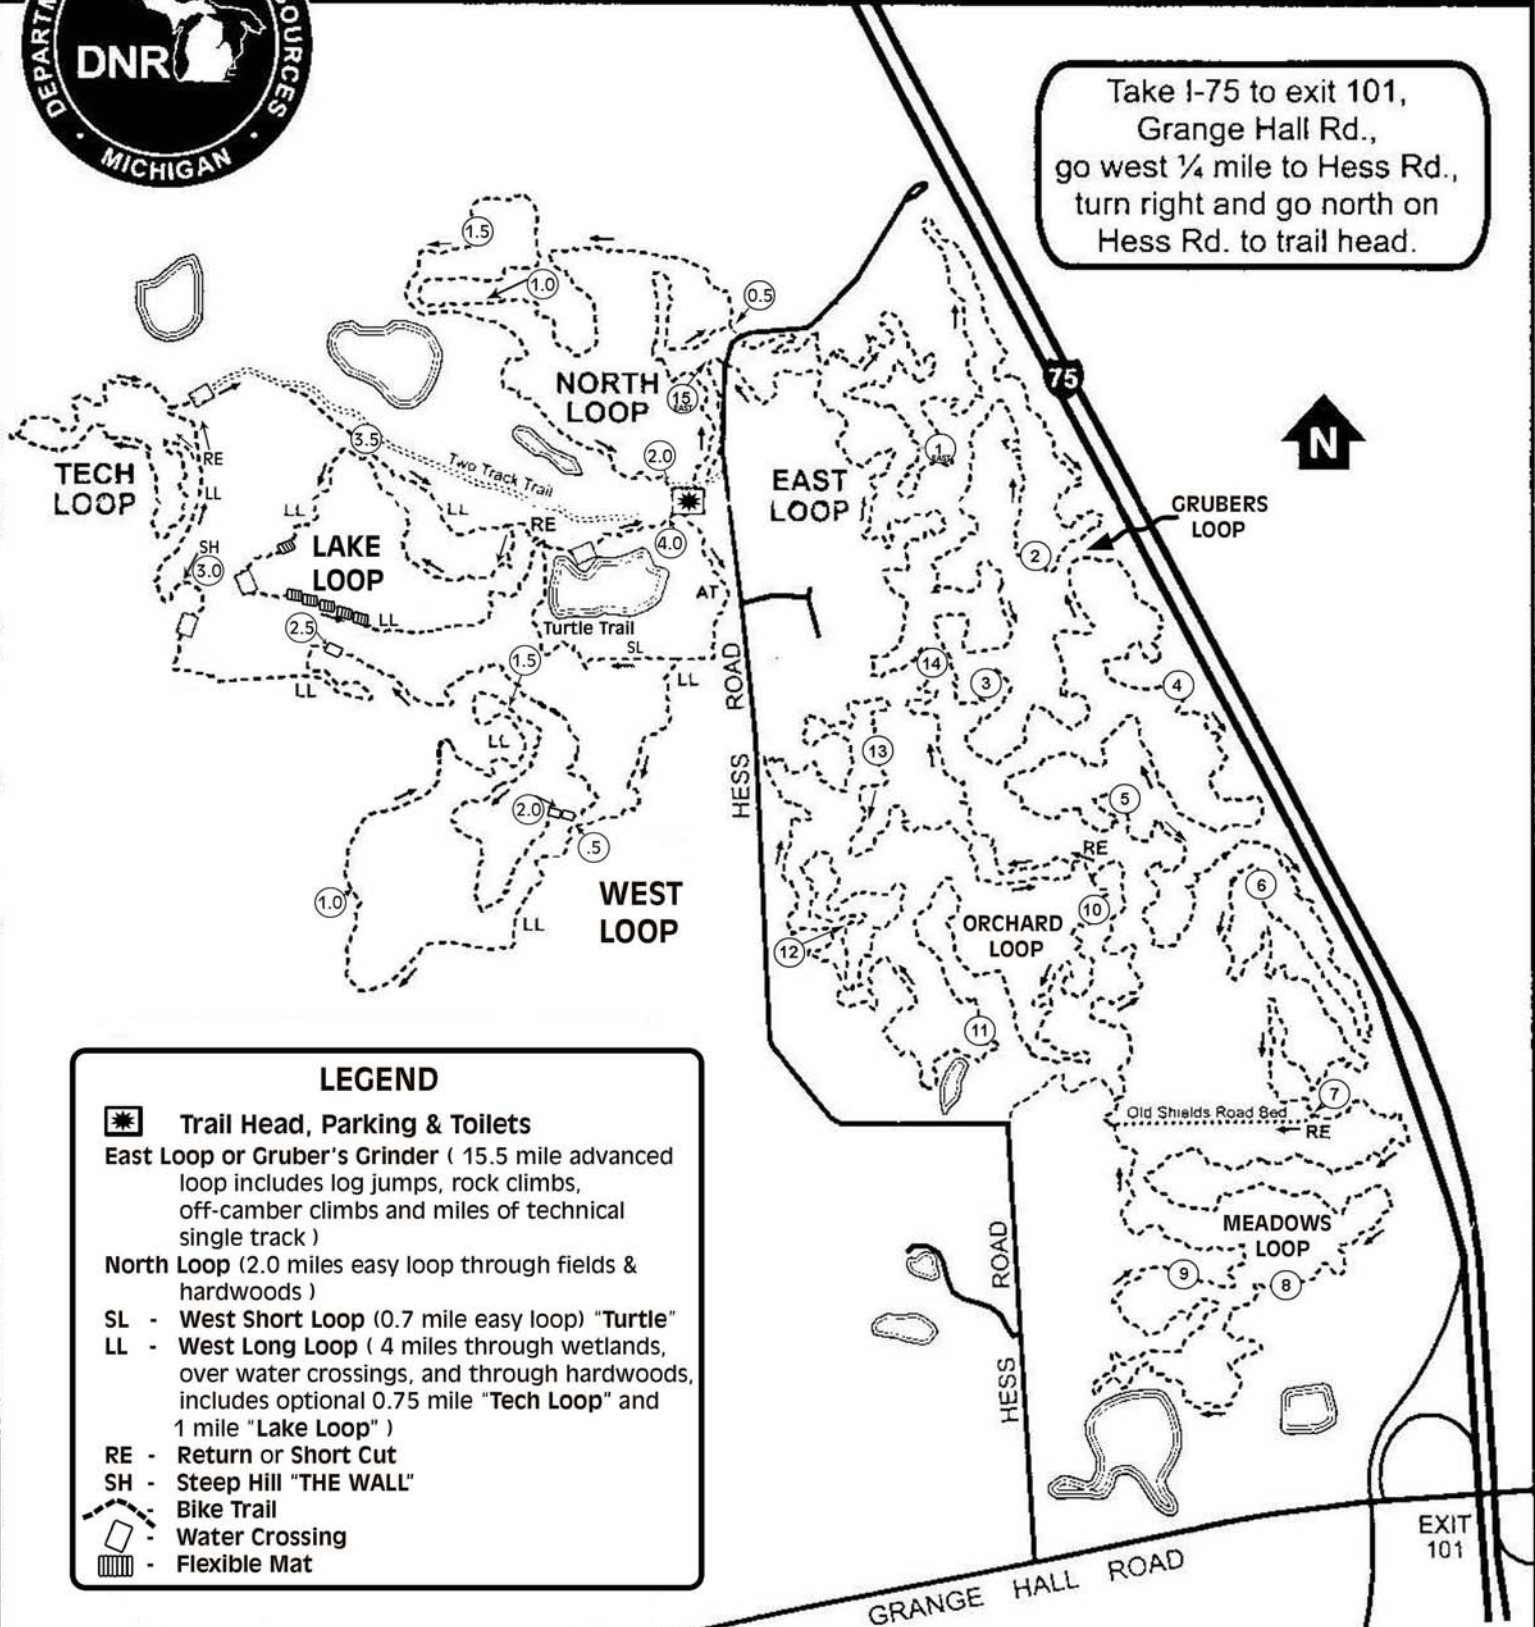 DEPARTM
OURCES
DNR
MICHIGAN
Take I-75 to exit 101,
Grange Hall Rd.,
go west ¼ mile to Hess Rd.,
turn right and go north on
Hess Rd. to trail head.
1.5
1.0
0.5
75
NORTH
LOOP
15
EAST
2.0
3.5
Two Track Trail
TECH
LOOP
RE
LL
EAST
LOOP
1
EAST
N
GRUBERS
LOOP
2
LL
LL
RE
4.0
LAKE
LOOP
SH
3.0
AT
LL
2.5
Turtle Trail
SL
1.5
LL
LL
LL
HESS ROAD
14
3
4
13
5
2.0
.5
RE
WEST
LOOP
1.0
LL
6
10
ORCHARD
LOOP
12
11
7
Old Shields Road Bed
RE
MEADOWS
LOOP
9
8
HESS ROAD
EXIT
101
GRANGE HALL ROAD
LEGEND
Trail Head, Parking & Toilets
East Loop or Gruber's Grinder ( 15.5 mile advanced
loop includes log jumps, rock climbs,
off-camber climbs and miles of technical
single track )
North Loop (2.0 miles easy loop through fields &
hardwoods )
SL - West Short Loop (0.7 mile easy loop) "Turtle"
LL - West Long Loop ( 4 miles through wetlands,
over water crossings, and through hardwoods,
includes optional 0.75 mile "Tech Loop" and
1 mile "Lake Loop" )
RE - Return or Short Cut
SH - Steep Hill "THE WALL"
- Bike Trail
- Water Crossing
- Flexible Mat